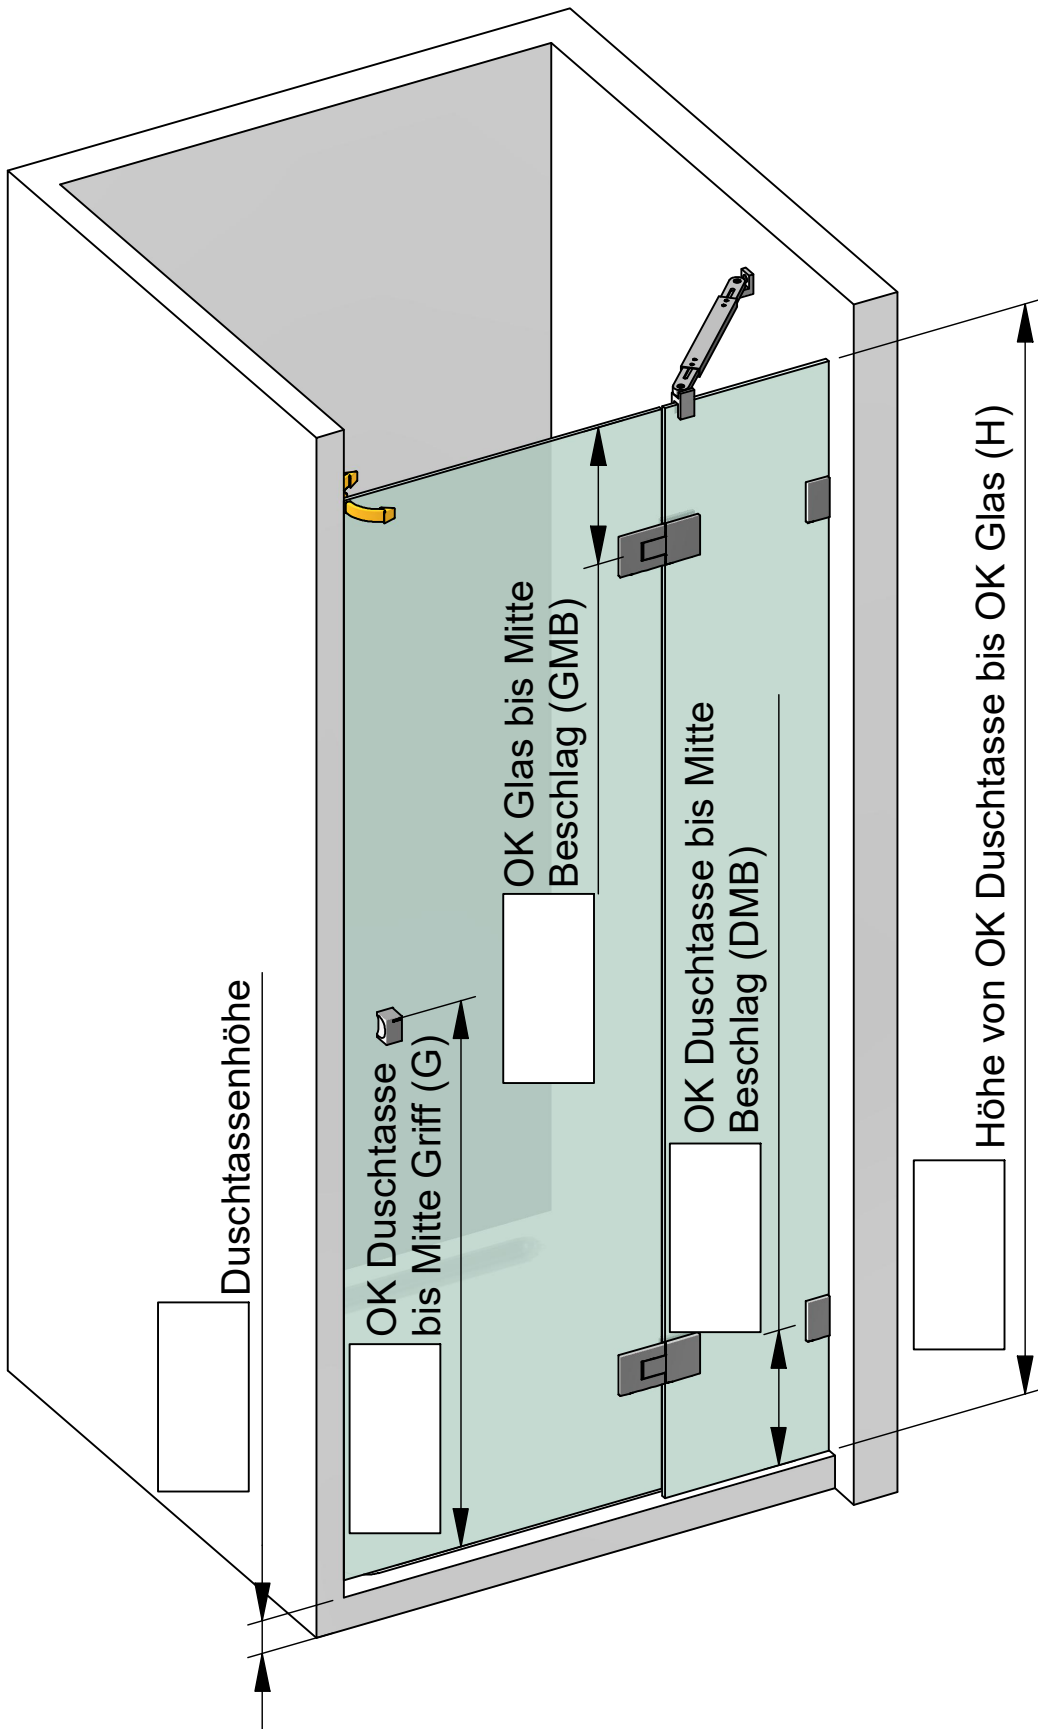 Duschtassenhöhe
OK Duschtasse
bis Mitte Griff (G)
OK Glas bis Mitte
Beschlag (GMB)
OK Duschtasse bis Mitte
Beschlag (DMB)
Höhe von OK Duschtasse bis OK Glas (H)